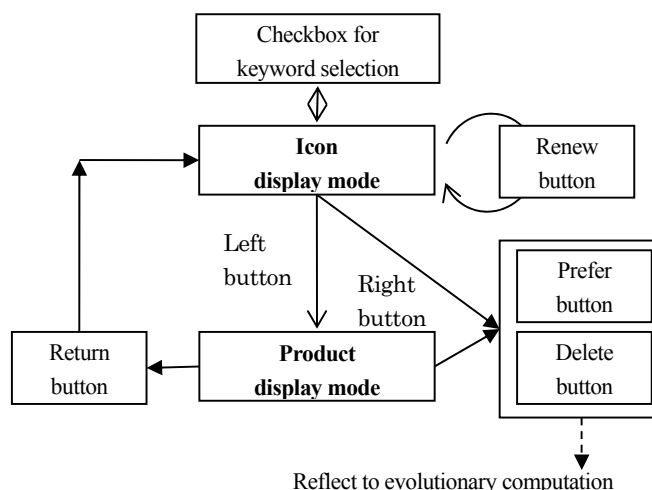 Checkbox for
keyword selection
Icon
display mode
Renew
button
Left
button
Right
button
Prefer
button
Delete
button
Return
button
Product
display mode
Reflect to evolutionary computation